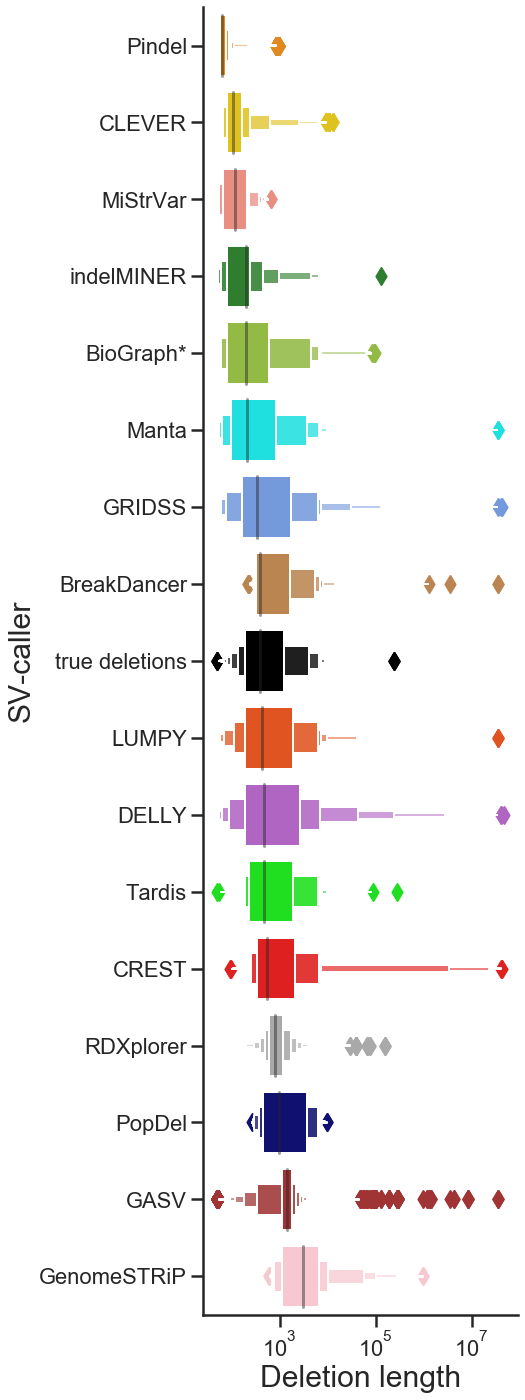 Pindel
CLEVER
MiStrVar
indelMINER
BioGraph*
Manta
GRIDSS
BreakDancer
true deletions
LUMPY
DELLY
Tardis
CREST
RDXplorer
PopDel
GASV
GenomeSTRiP
SV-caller
10³ 10⁵ 10⁷
Deletion length